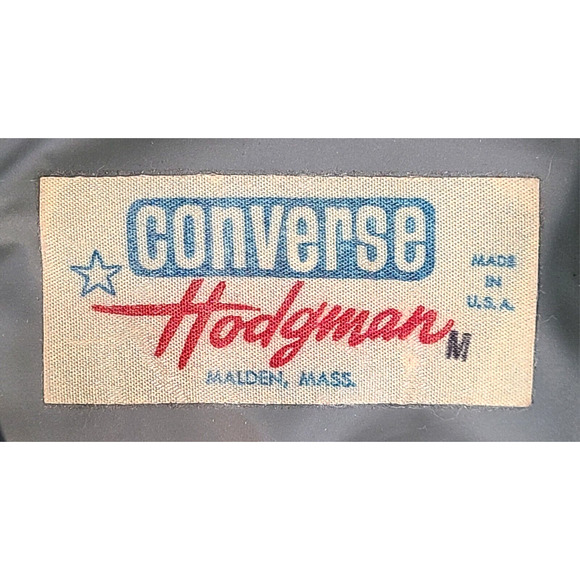 converse
Hodgman
M
MALDEN, MASS.
MADE
IN
U.S.A.